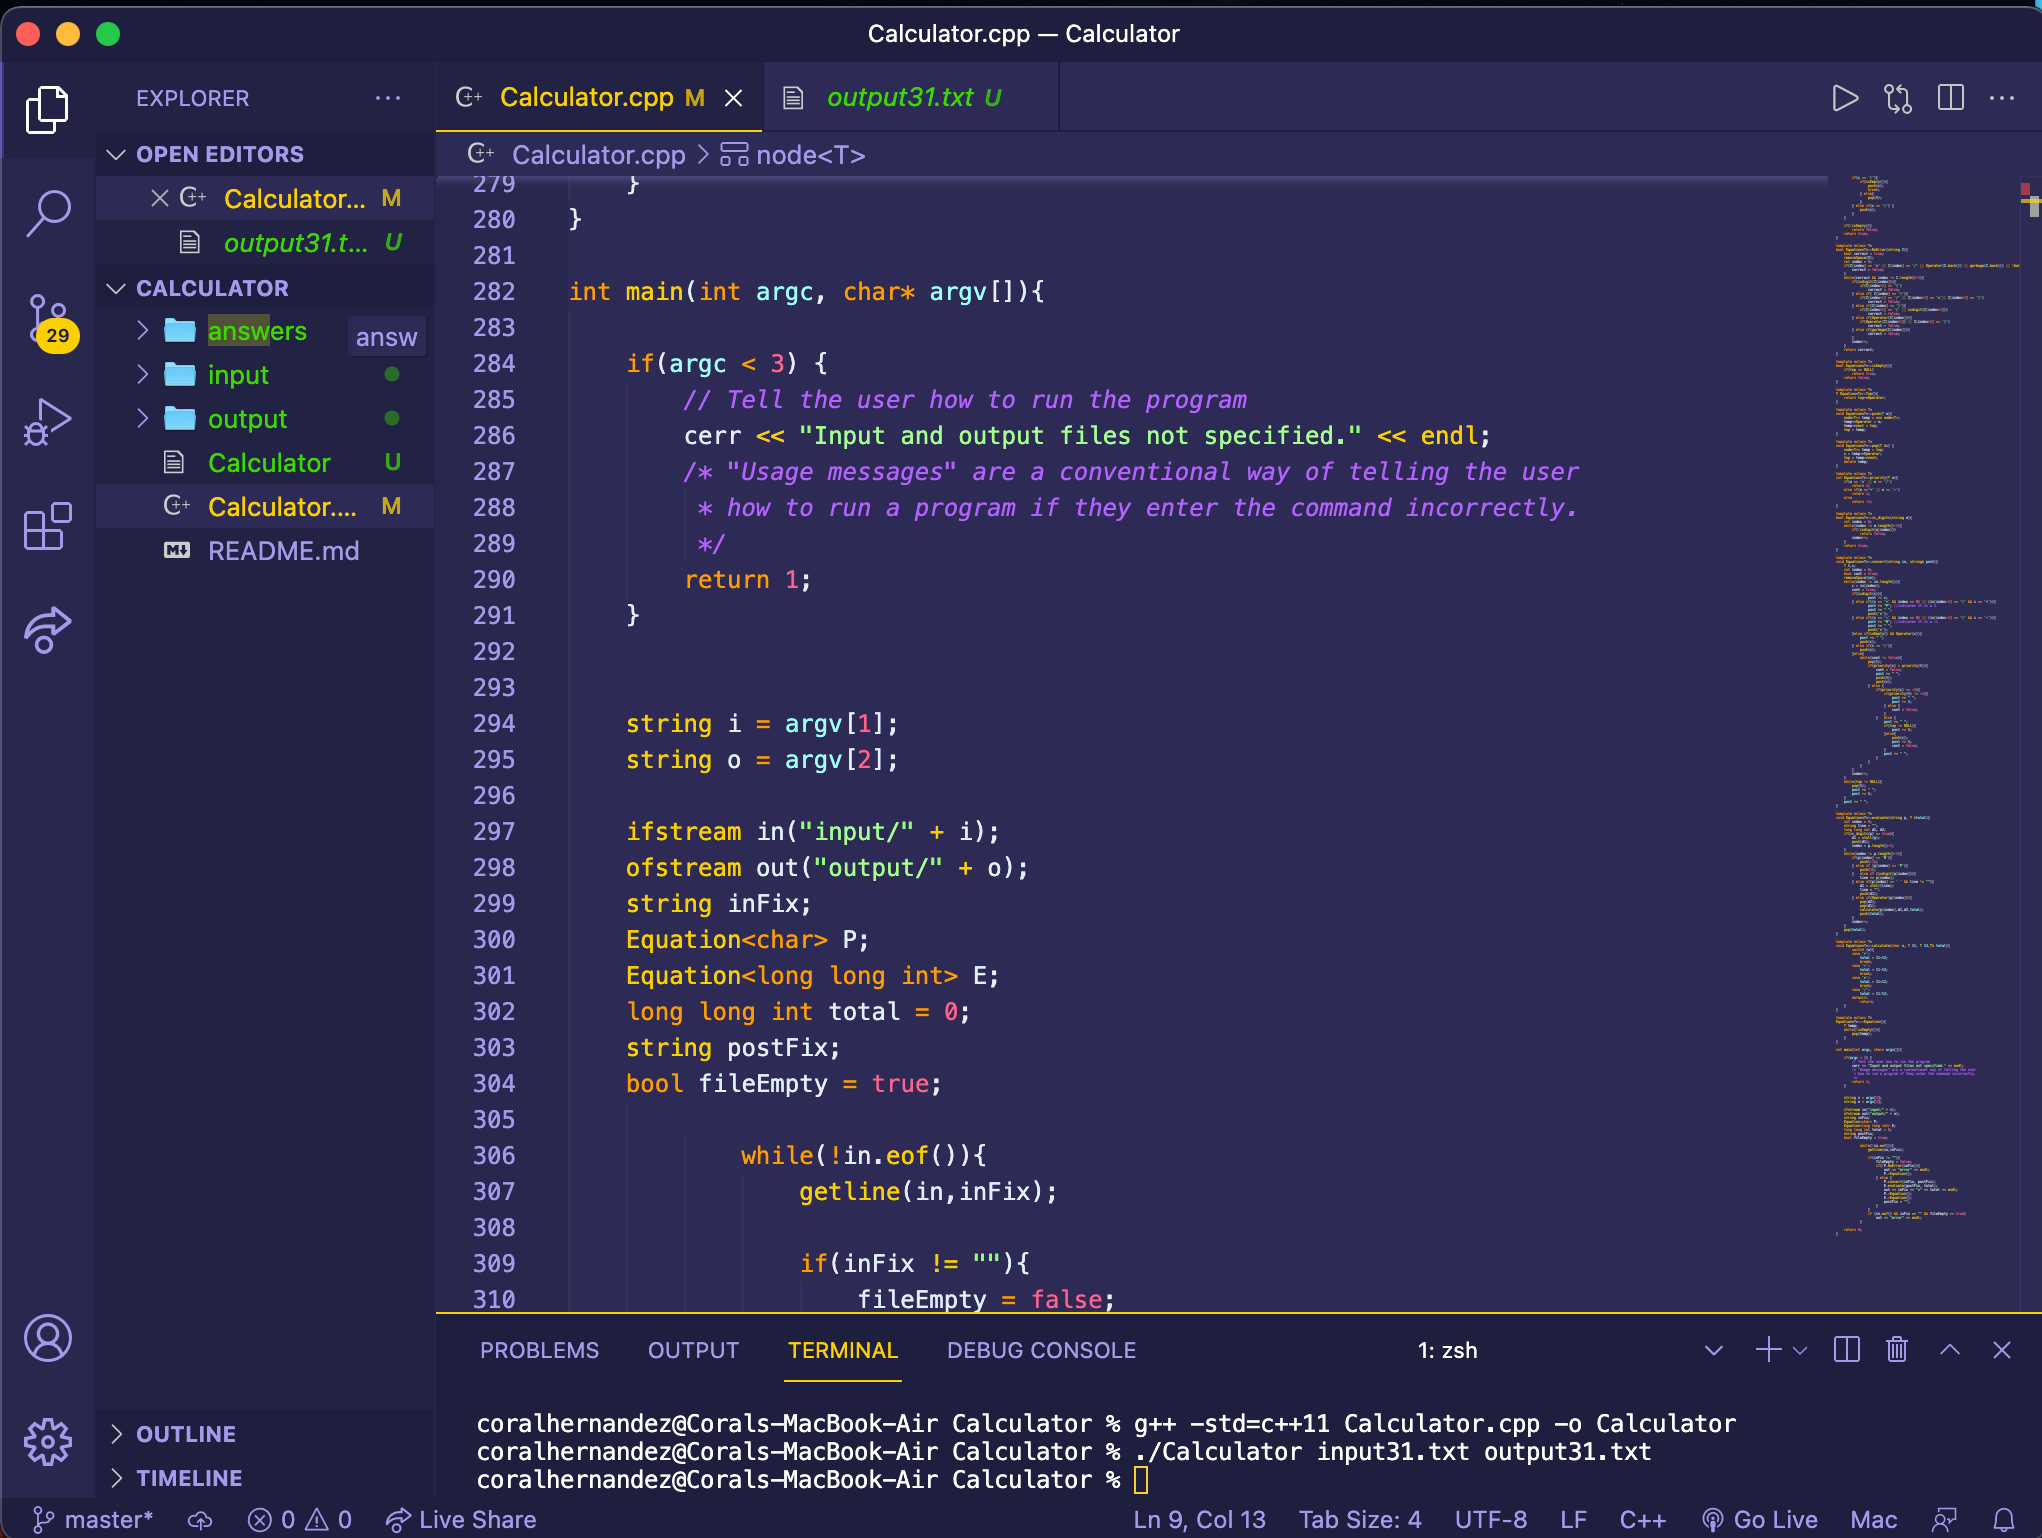 Calculator.cpp — Calculator
EXPLORER
Calculator.cpp M
output31.txt U
OPEN EDITORS
Calculator.cpp > node<T>
Calculator... M
output31.t... U
CALCULATOR
29
answers
answ
input
output
Calculator U
Calculator.... M
README.md
279 }
280 }
281
282 int main(int argc, char* argv[]){
283
284 if(argc < 3) {
285 // Tell the user how to run the program
286 cerr << "Input and output files not specified." << endl;
287 /* "Usage messages" are a conventional way of telling the user
288 * how to run a program if they enter the command incorrectly.
289 */
290 return 1;
291 }
292
293
294 string i = argv[1];
295 string o = argv[2];
296
297 ifstream in("input/" + i);
298 ofstream out("output/" + o);
299 string inFix;
300 Equation<char> P;
301 Equation<long long int> E;
302 long long int total = 0;
303 string postFix;
304 bool fileEmpty = true;
305
306 while(!in.eof()){
307 getline(in,inFix);
308
309 if(inFix != ""){
310 fileEmpty = false;
PROBLEMS OUTPUT TERMINAL DEBUG CONSOLE 1: zsh
coralhernandez@Corals-MacBook-Air Calculator % g++ -std=c++11 Calculator.cpp -o Calculator
coralhernandez@Corals-MacBook-Air Calculator % ./Calculator input31.txt output31.txt
coralhernandez@Corals-MacBook-Air Calculator %
OUTLINE
TIMELINE
master* 0 0 Live Share Ln 9, Col 13 Tab Size: 4 UTF-8 LF C++ Go Live Mac